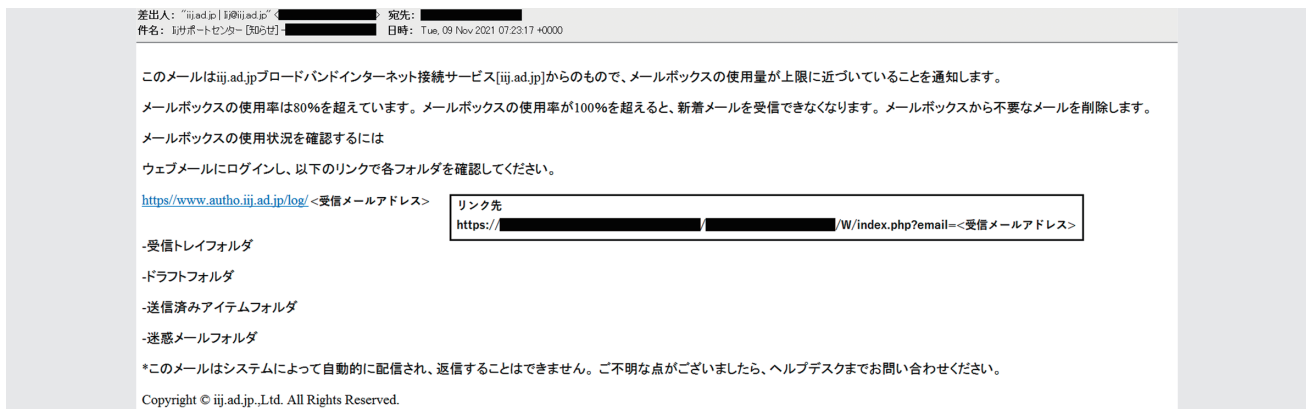 差出人： "iij.ad.jp | Iij@iij.ad.jp" < > 宛先：
件名： Iijサポートセンター [知らせ] - 日時： Tue, 09 Nov 2021 07:23:17 +0000
このメールはiij.ad.jpブロードバンドインターネット接続サービス[iij.ad.jp]からのもので、メールボックスの使用量が上限に近づいていることを通知します。
メールボックスの使用率は80%を超えています。メールボックスの使用率が100%を超えると、新着メールを受信できなくなります。メールボックスから不要なメールを削除します。
メールボックスの使用状況を確認するには
ウェブメールにログインし、以下のリンクで各フォルダを確認してください。
https//www.autho.iij.ad.jp/log/<受信メールアドレス>
リンク先
https:// / /W/index.php?email=<受信メールアドレス>
-受信トレイフォルダ
-ドラフトフォルダ
-送信済みアイテムフォルダ
-迷惑メールフォルダ
*このメールはシステムによって自動的に配信され、返信することはできません。ご不明な点がございましたら、ヘルプデスクまでお問い合わせください。
Copyright © iij.ad.jp.,Ltd. All Rights Reserved.